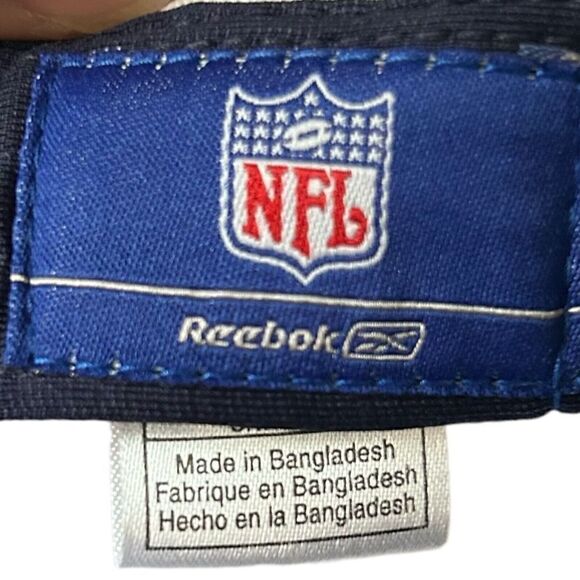 NFL
Reebok
Made in Bangladesh
Fabrique en Bangladesh
Hecho en la Bangladesh